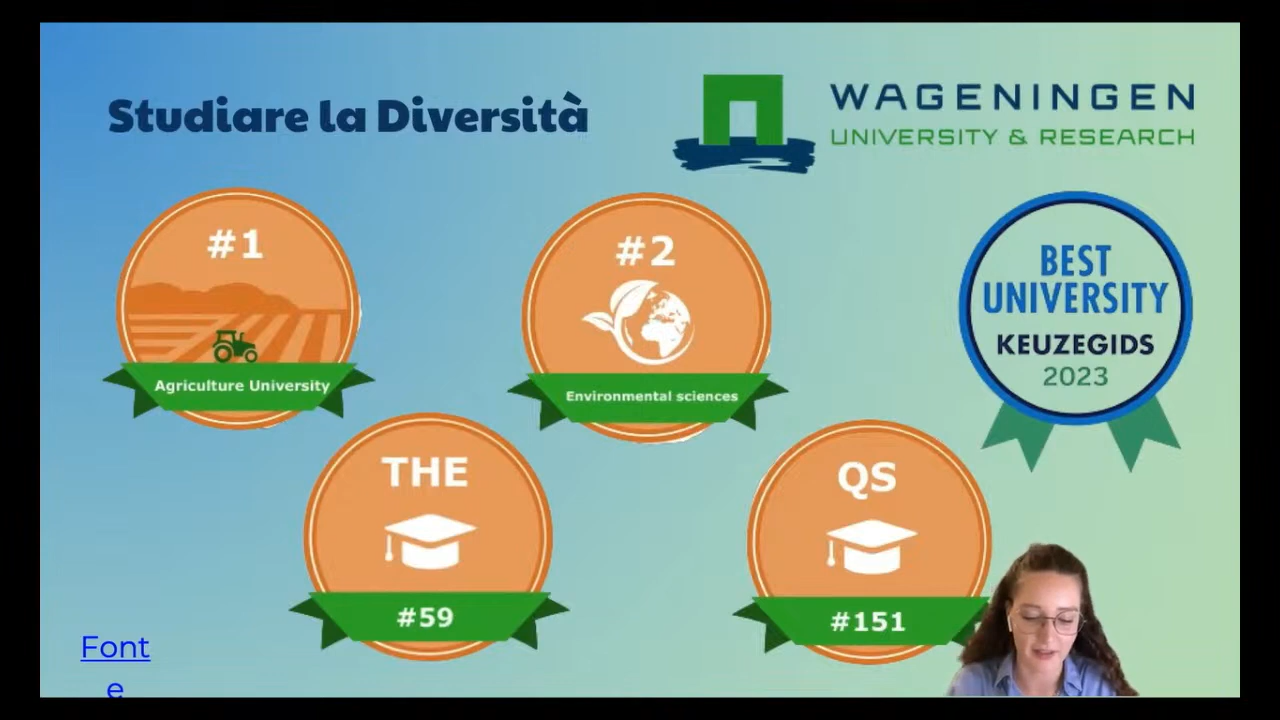 Studiare la Diversità
WAGENINGEN
UNIVERSITY & RESEARCH
#1
Agriculture University
#2
Environmental sciences
BEST
UNIVERSITY
KEUZEGIDS
2023
THE
#59
QS
#151
Font
e